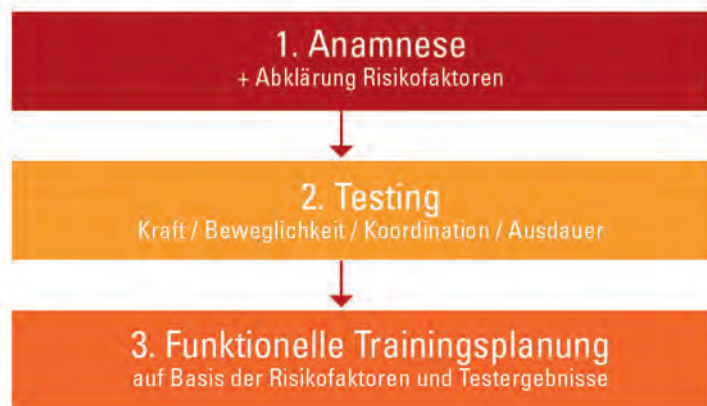 1. Anamnese
+ Abklärung Risikofaktoren
2. Testing
Kraft / Beweglichkeit / Koordination / Ausdauer
3. Funktionelle Trainingsplanung
auf Basis der Risikofaktoren und Testergebnisse